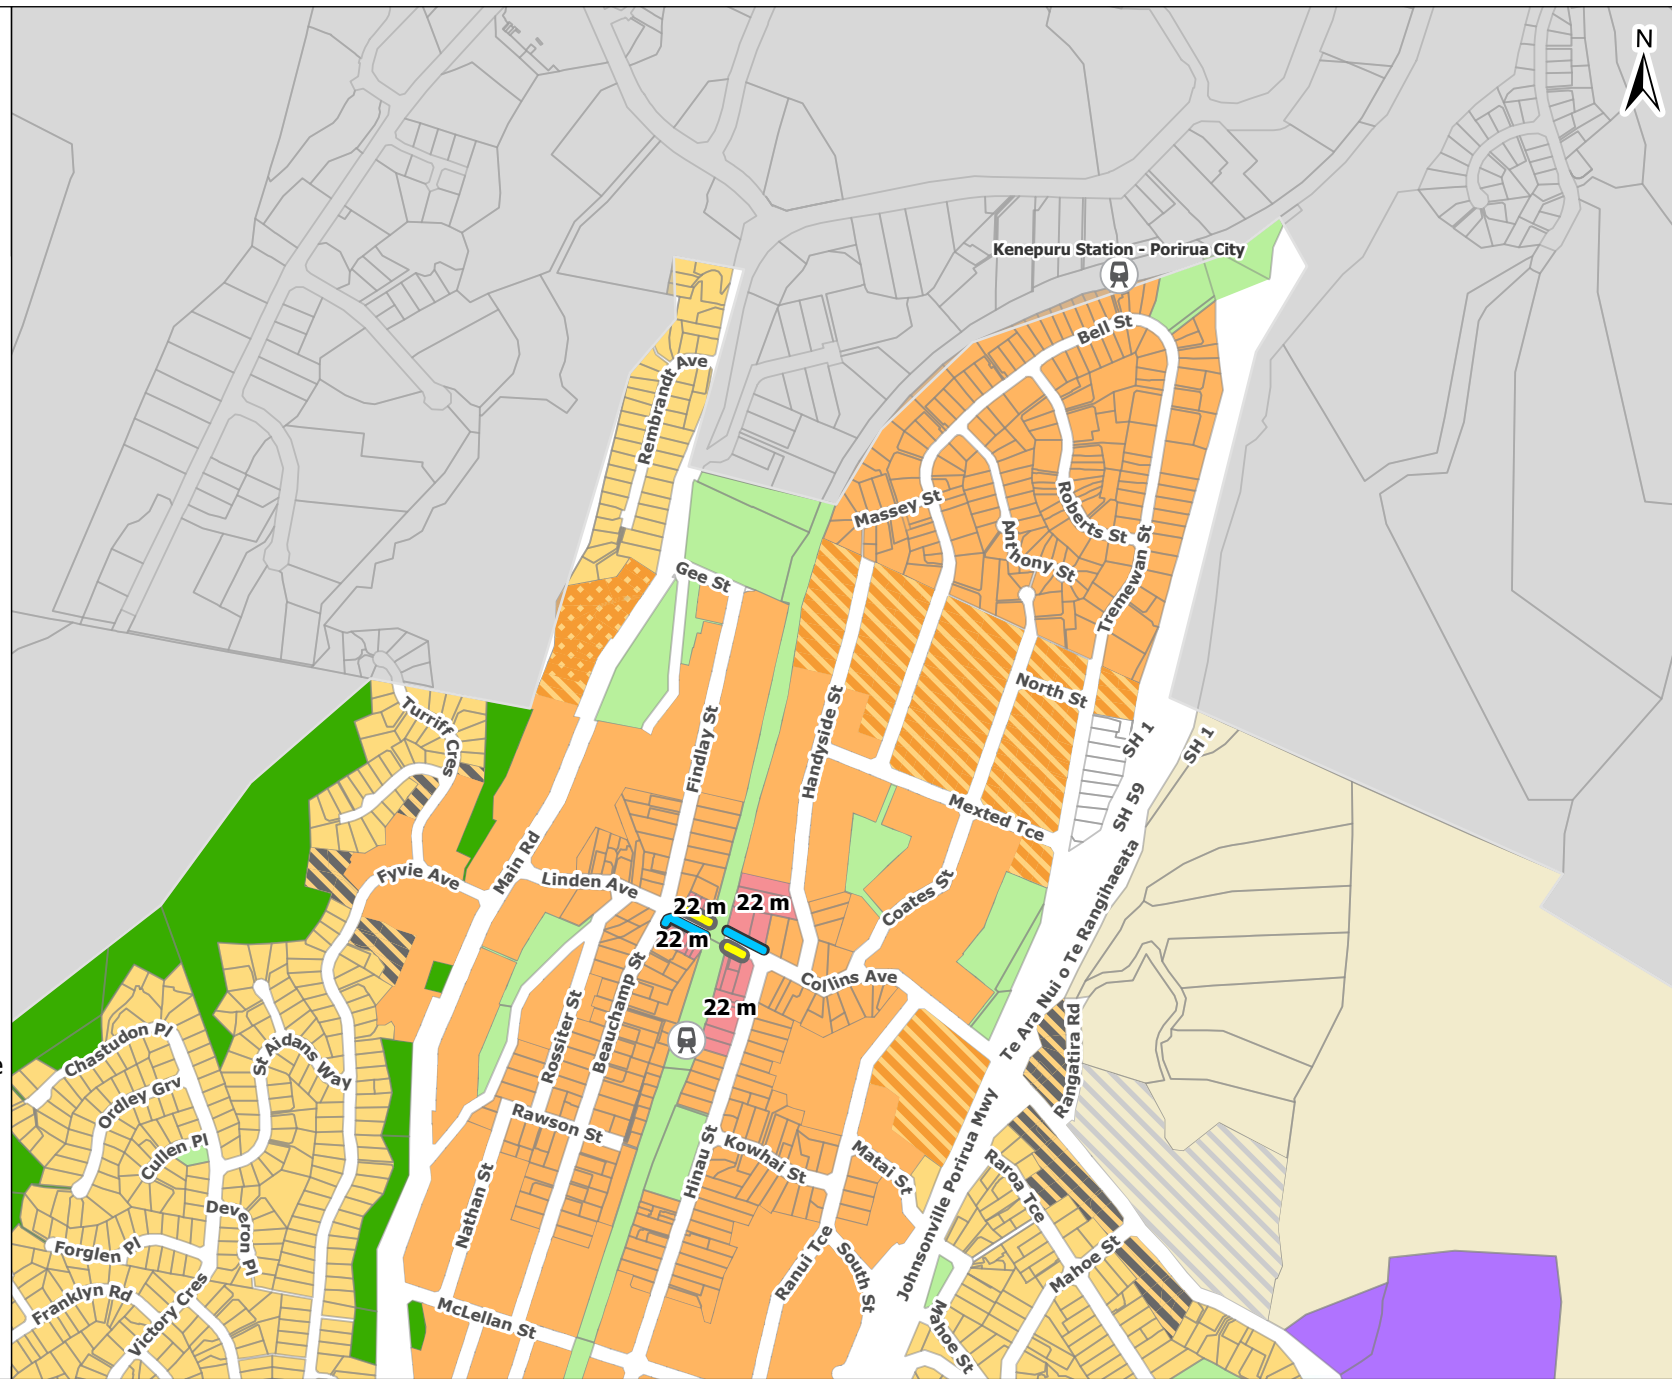 N
Kenepuru Station - Porirua City
Bell St
Rembrandt Ave
Massey St
Roberts St
Anthony St
Tremewan St
Gee St
North St
Turriff Cres
Findlay St
Handyside St
SH 1
SH 1
SH 59
Mexted Tce
Main Rd
Fyvie Ave
Linden Ave
Coates St
22 m
22 m
22 m
22 m
Collins Ave
Te Ara Nui o Te Rangihaeata
Beauchamp St
Rossiter St
Rangatira Rd
Chastudon Pl
St Aidans Way
Ordley Grv
Cullen Pl
Rawson St
Hinau St
Kowhai St
Matai St
Johnsonville Porirua Mwy
Raroa Tce
Nathan St
Deveron Pl
Forglen Pl
Franklyn Rd
Victory Cres
McLellan St
Ranui Tce
South St
Mahoe St
Mahoe St